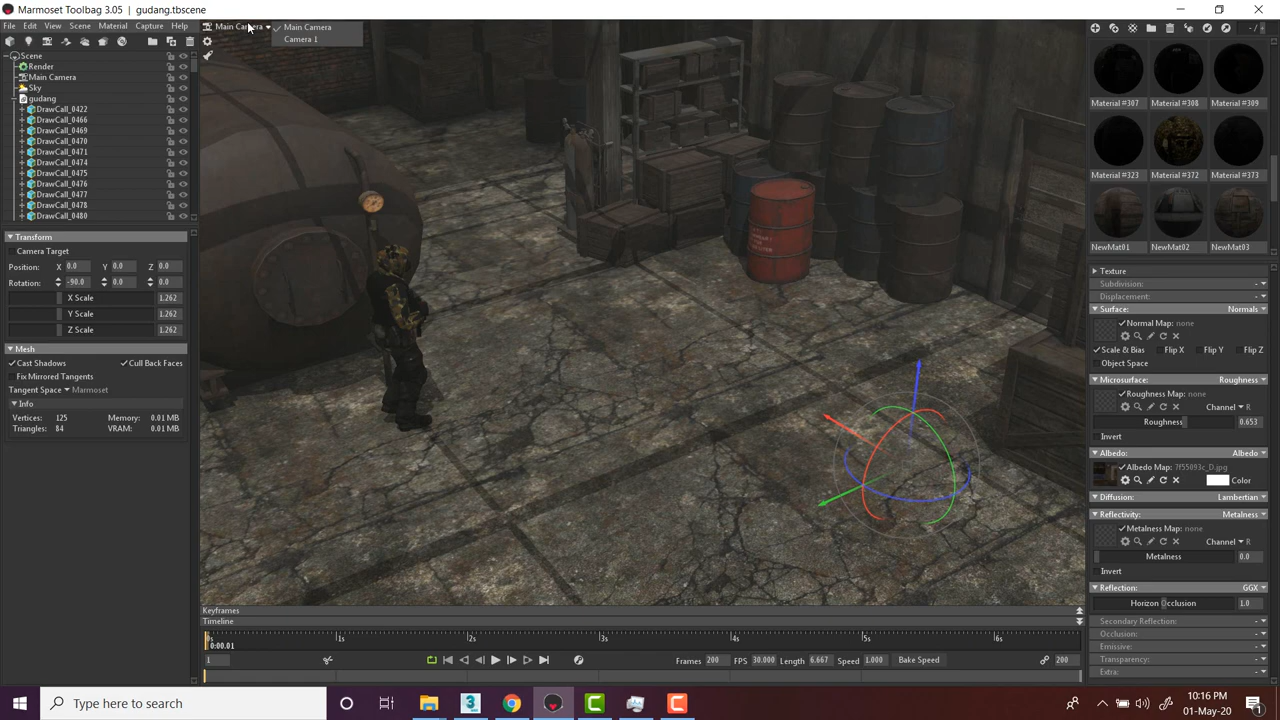 Marmoset Toolbag 3.05 | gudang.tbscene
File Edit View Scene Material Capture Help
Main Camera
Main Camera
Camera 1
Scene
Render
Main Camera
Sky
gudang
DrawCall_0422
DrawCall_0466
DrawCall_0469
DrawCall_0470
DrawCall_0471
DrawCall_0474
DrawCall_0475
DrawCall_0476
DrawCall_0477
DrawCall_0478
DrawCall_0480
Transform
Camera Target
Position: X 0.0 Y 0.0 Z 0.0
Rotation: -90.0 0.0 0.0
X Scale 1.262
Y Scale 1.262
Z Scale 1.262
Mesh
Cast Shadows Cull Back Faces
Fix Mirrored Tangents
Tangent Space Marmoset
Info
Vertices: 125 Memory: 0.01 MB
Triangles: 84 VRAM: 0.01 MB
Keyframes
Timeline
0s 1s 2s 3s 4s 5s 6s
0:00.01
1 Frames 200 FPS 30.000 Length 6.667 Speed 1.000 Bake Speed 200
- / -
Material #307 Material #308 Material #309
Material #323 Material #372 Material #373
NewMat01 NewMat02 NewMat03
Texture
Subdivision: -
Displacement: -
Surface: Normals
Normal Map: none
Scale & Bias Flip X Flip Y Flip Z
Object Space
Microsurface: Roughness
Roughness Map: none
Channel R
Roughness 0.653
Invert
Albedo: Albedo
Albedo Map: 7f55093c_D.jpg
Color
Diffusion: Lambertian
Reflectivity: Metalness
Metalness Map: none
Channel R
Metalness 0.0
Invert
Reflection: GGX
Horizon Occlusion 1.0
Secondary Reflection: -
Occlusion: -
Emissive: -
Transparency: -
Extra: -
Type here to search
10:16 PM
01-May-20
1